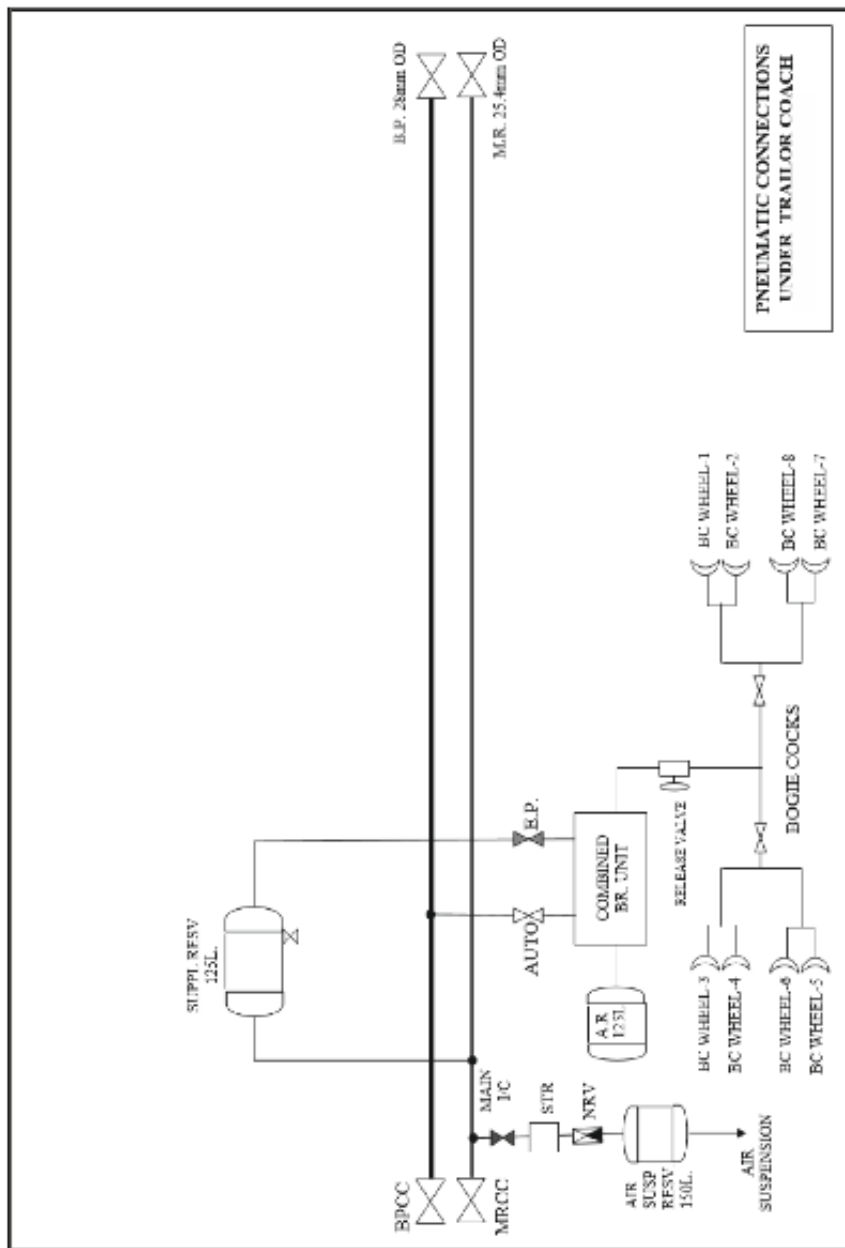 B.P. 28mm OD
M.R. 25.4mm OD
PNEUMATIC CONNECTIONS
UNDER TRAILOR COACH
SUPPL RESV
125L.
BPCC
MRCC
MAIN
I/C
STR
NRV
AIR
SUSP
RESV
150L.
AIR
SUSPENSION
AUTO
E.P.
A.R
125L
COMBINED
BR. UNIT
RELEASE VALVE
BOGIE COCKS
BC WHEEL-1
BC WHEEL-2
BC WHEEL-8
BC WHEEL-7
BC WHEEL-3
BC WHEEL-4
BC WHEEL-6
BC WHEEL-5